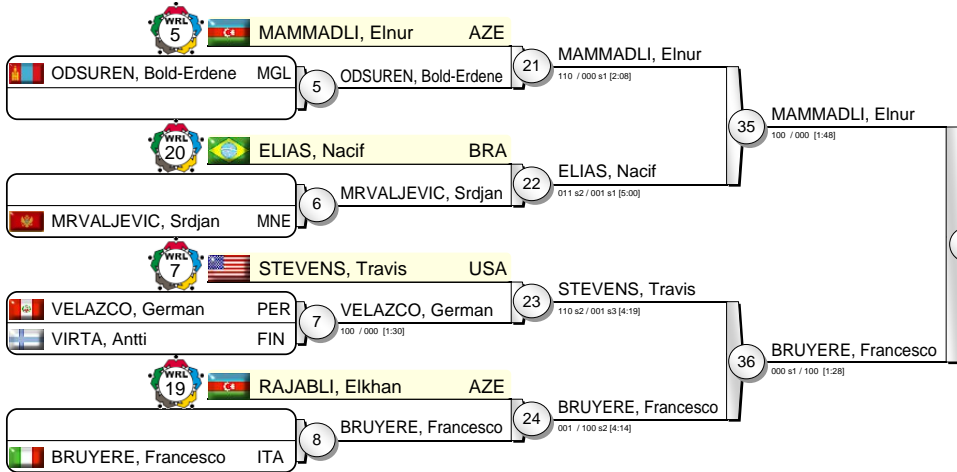 WRL
5
MAMMADLI, Elnur AZE
ODSUREN, Bold-Erdene MGL
5
ODSUREN, Bold-Erdene
21
MAMMADLI, Elnur
110 / 000 s1 [2:08]
WRL
20
ELIAS, Nacif BRA
MRVALJEVIC, Srdjan MNE
6
MRVALJEVIC, Srdjan
22
ELIAS, Nacif
011 s2 / 001 s1 [5:00]
35
MAMMADLI, Elnur
100 / 000 [1:48]
WRL
7
STEVENS, Travis USA
VELAZCO, German PER
VIRTA, Antti FIN
7
VELAZCO, German
100 / 000 [1:30]
23
STEVENS, Travis
110 s2 / 001 s3 [4:19]
WRL
19
RAJABLI, Elkhan AZE
BRUYERE, Francesco ITA
8
BRUYERE, Francesco
24
BRUYERE, Francesco
001 / 100 s2 [4:14]
36
BRUYERE, Francesco
000 s1 / 100 [1:28]